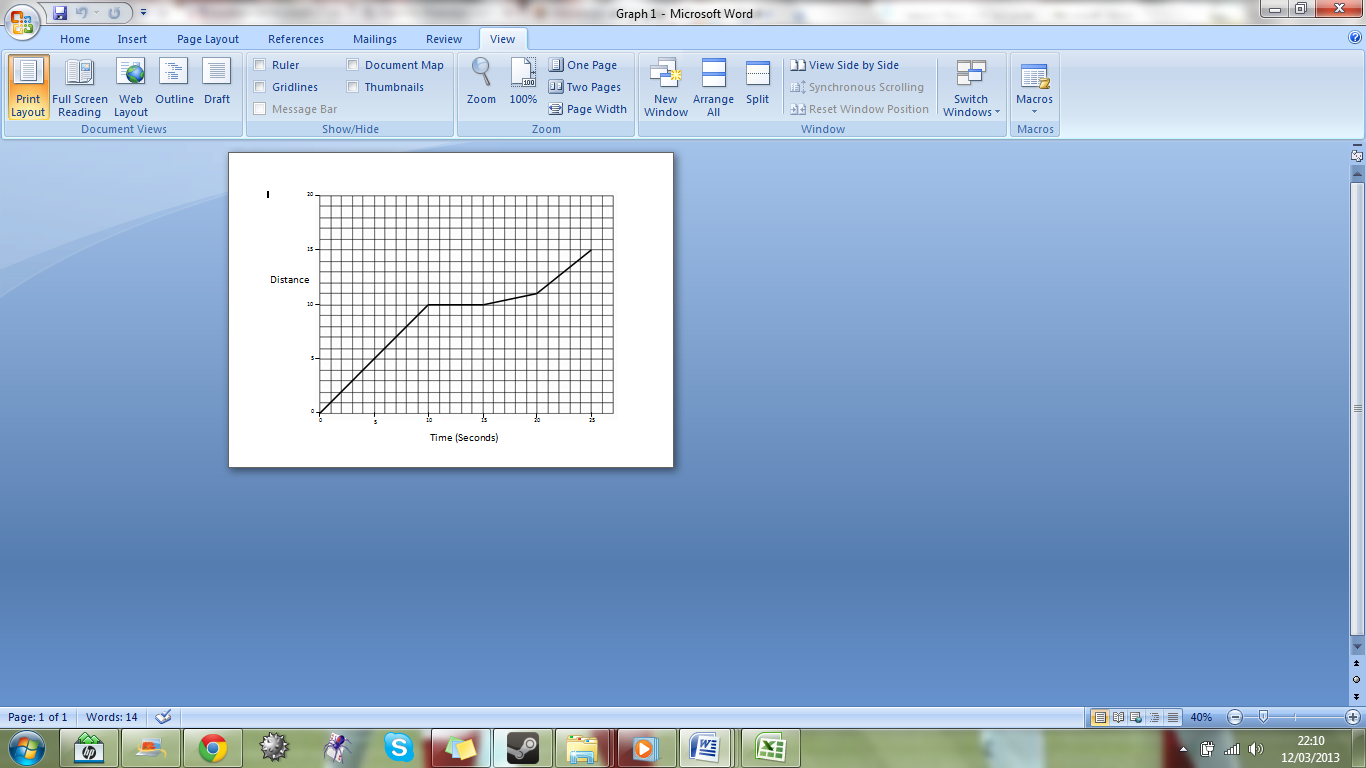 Graph 1 - Microsoft Word
Home Insert Page Layout References Mailings Review View
Ruler Document Map One Page View Side by Side
Gridlines Thumbnails Two Pages Synchronous Scrolling
Message Bar Page Width Reset Window Position
Print Layout Full Screen Reading Web Layout Outline Draft Zoom 100% New Window Arrange All Split Switch Windows Macros
Document Views Show/Hide Zoom Window Macros
20
15
Distance
10
5
0
0 5 10 15 20 25
Time (Seconds)
Page: 1 of 1 Words: 14 40%
hp
22:10
12/03/2013